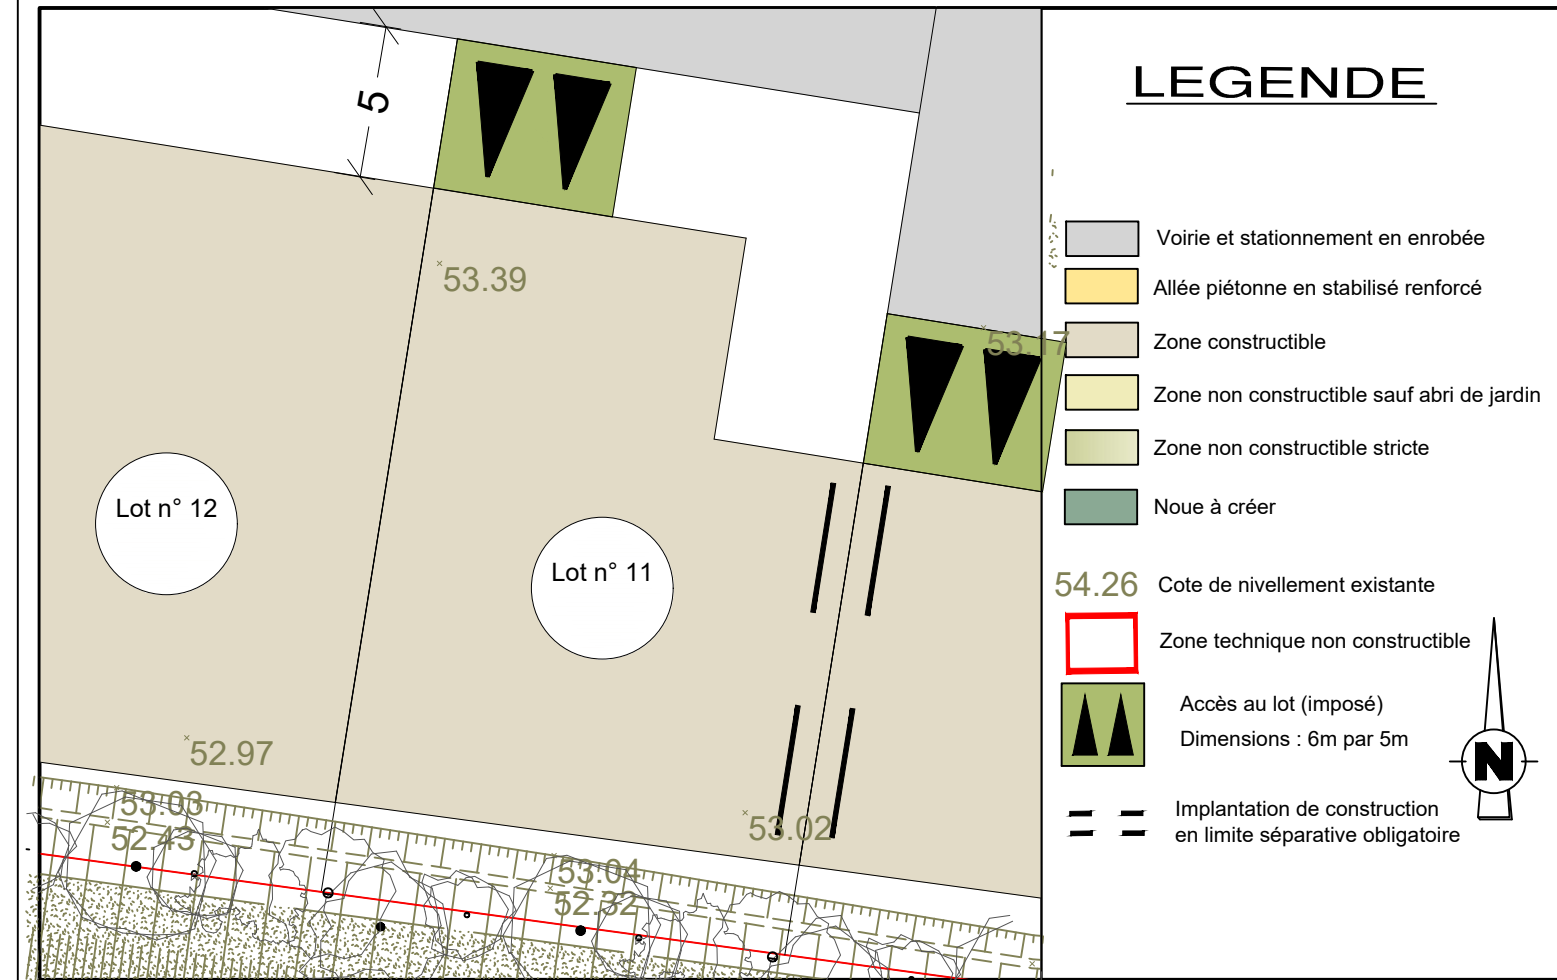 5
53.39
53.17
Lot n° 12
Lot n° 11
52.97
53.03
52.43
53.02
53.04
52.32
LEGENDE
Voirie et stationnement en enrobée
Allée piétonne en stabilisé renforcé
Zone constructible
Zone non constructible sauf abri de jardin
Zone non constructible stricte
Noue à créer
54.26 Cote de nivellement existante
Zone technique non constructible
Accès au lot (imposé)
Dimensions : 6m par 5m
N
Implantation de construction
en limite séparative obligatoire